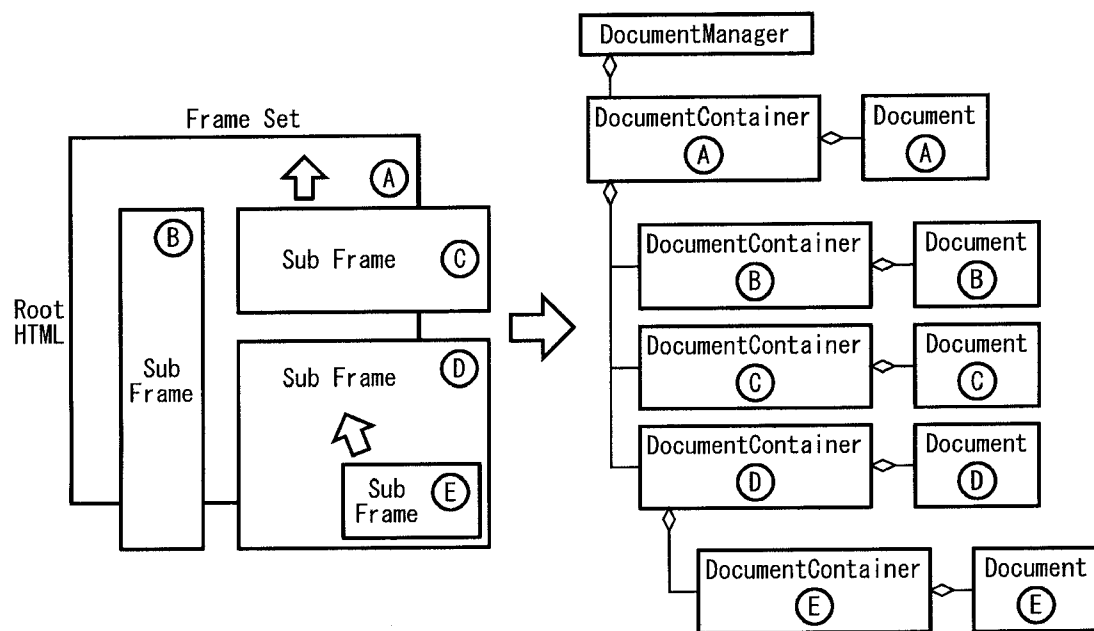 Frame Set
A
B
Sub Frame
C
Root
HTML
Sub
Frame
Sub Frame
D
Sub
Frame
E
DocumentManager
DocumentContainer
A
Document
A
DocumentContainer
B
Document
B
DocumentContainer
C
Document
C
DocumentContainer
D
Document
D
DocumentContainer
E
Document
E